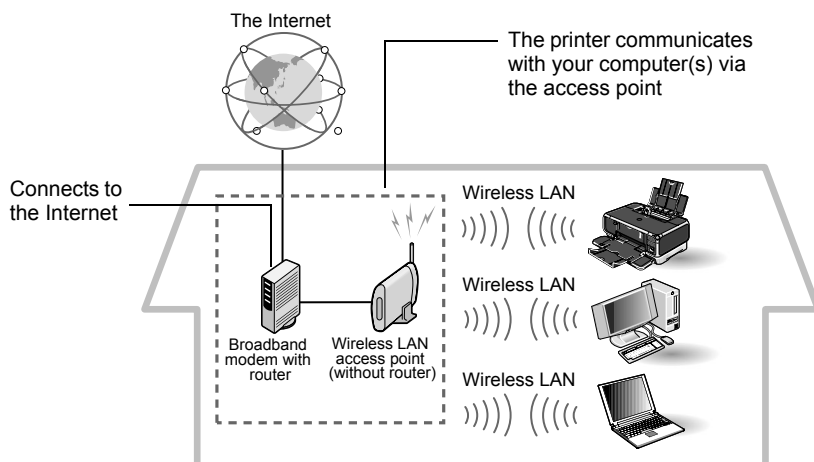 The Internet
The printer communicates
with your computer(s) via
the access point
Connects to
the Internet
Wireless LAN
Wireless LAN
Broadband
modem with
router
Wireless LAN
access point
(without router)
Wireless LAN